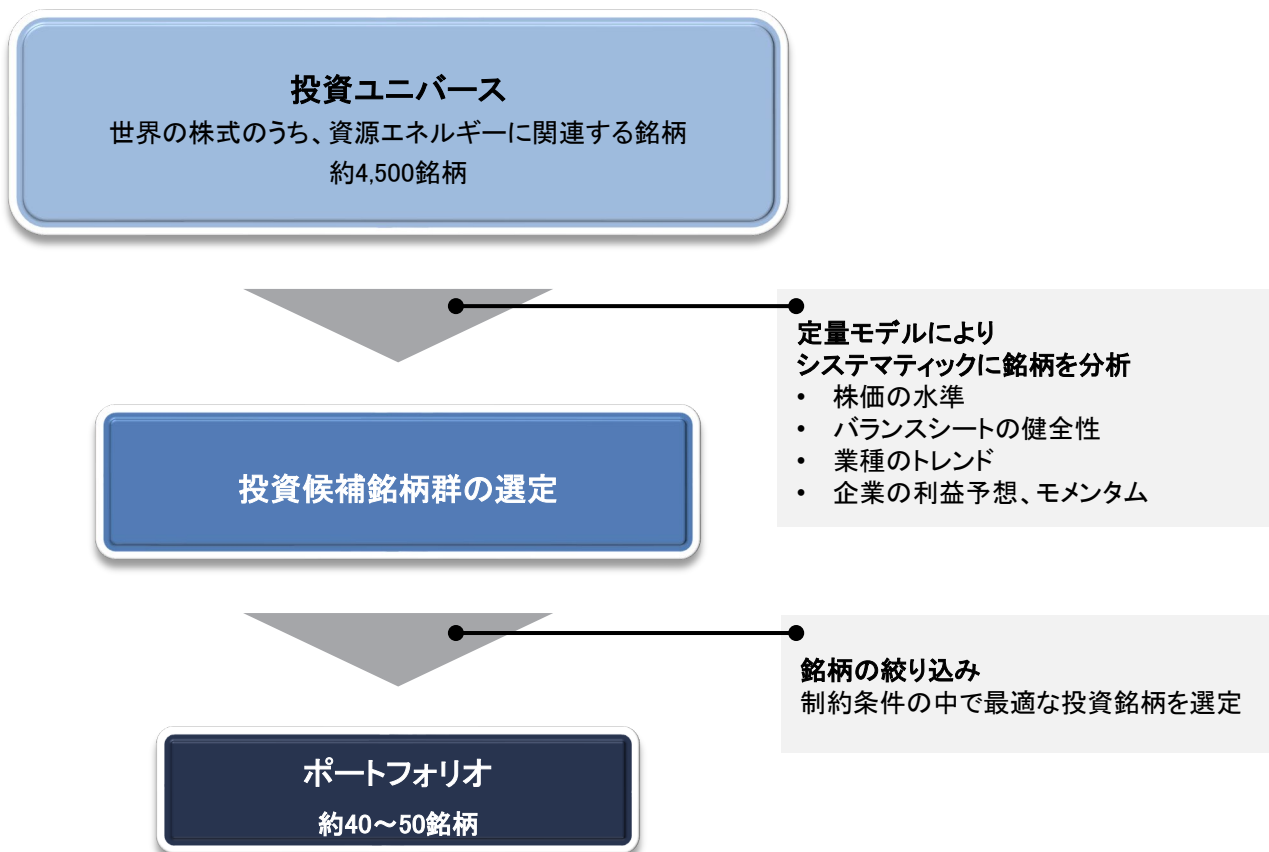 投資ユニバース
世界の株式のうち、資源エネルギーに関連する銘柄
約4,500銘柄
定量モデルにより
システマティックに銘柄を分析
• 株価の水準
• バランスシートの健全性
• 業種のトレンド
• 企業の利益予想、モメンタム
投資候補銘柄群の選定
銘柄の絞り込み
制約条件の中で最適な投資銘柄を選定
ポートフォリオ
約40～50銘柄